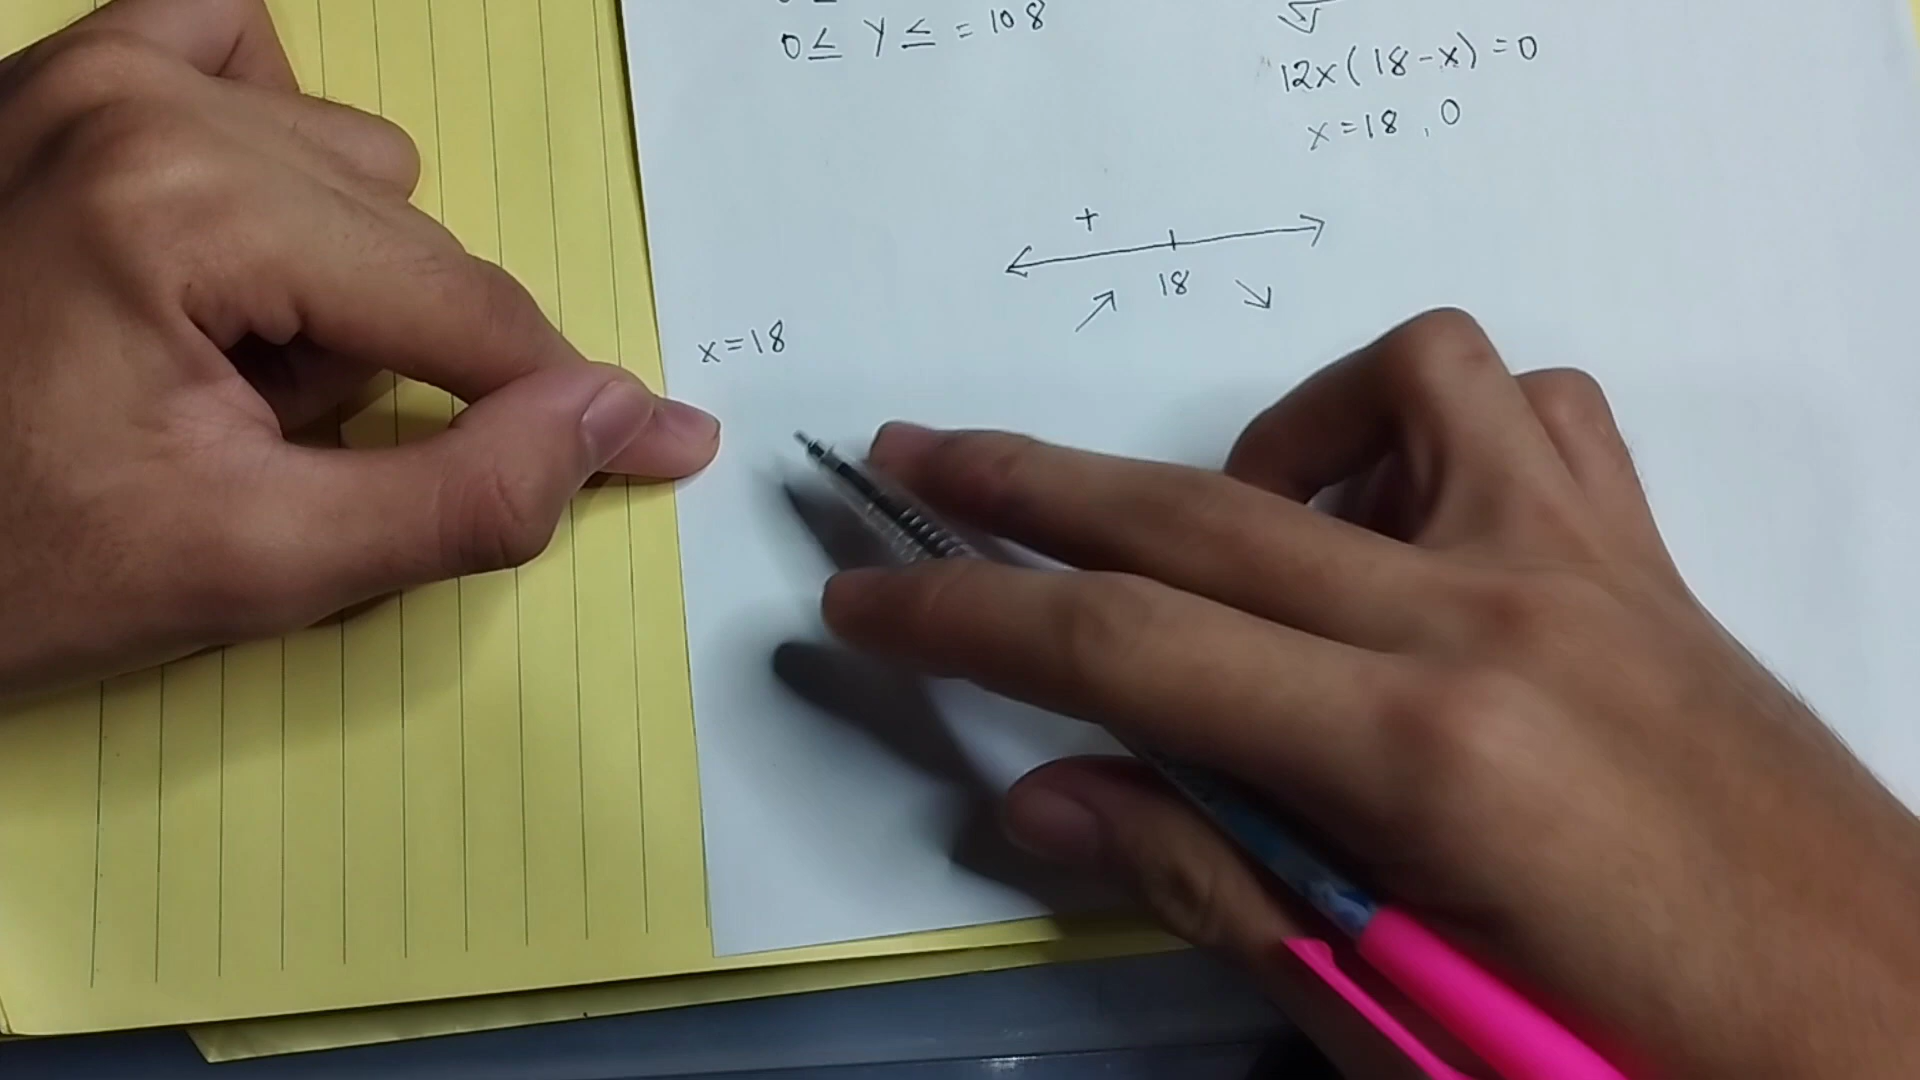 0≤ Y ≤ = 108
12x(18-x) = 0
x = 18 , 0
+
18
x = 18